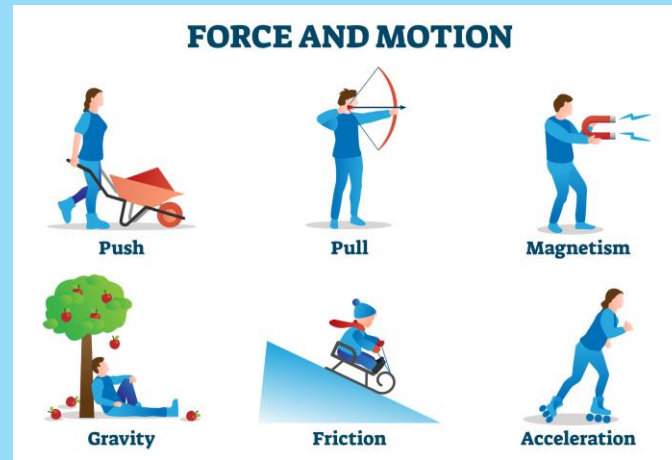 FORCE AND MOTION
Push
Pull
Magnetism
Gravity
Friction
Acceleration